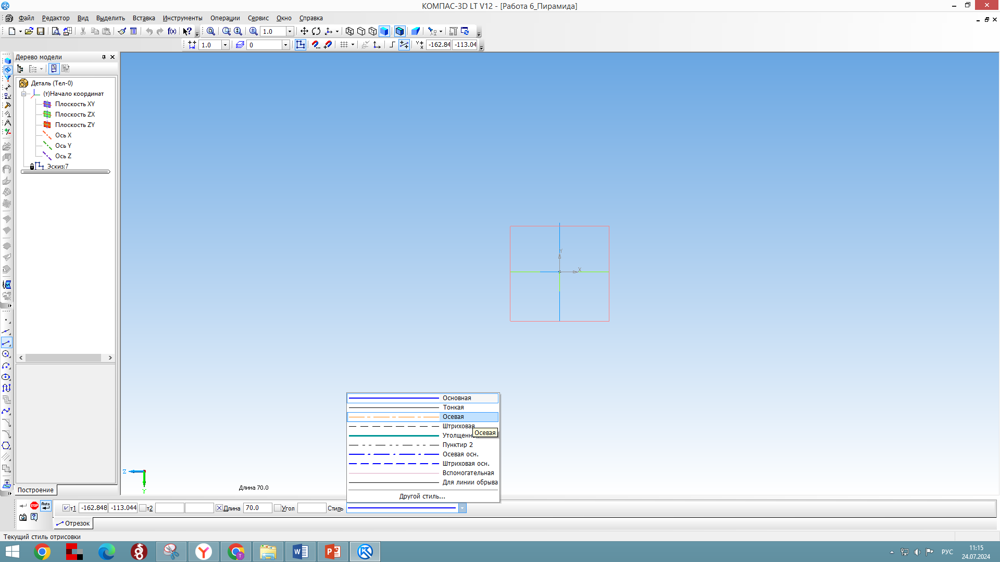 КОМПАС-3D LT V12 - [Работа 6_Пирамида]
Файл Редактор Вид Выделить Вставка Инструменты Операции Сервис Окно Справка
f(x) 1.0
1.0 0 -162.84 -113.04
Дерево модели
Деталь (Тел-0)
(т)Начало координат
Плоскость XY
Плоскость ZX
Плоскость ZY
Ось X
Ось Y
Ось Z
Эскиз:7
Y
X
Основная
Тонкая
Осевая
Штриховая
Осевая
Утолщенн
Пунктир 2
Осевая осн.
Штриховая осн.
Вспомогательная
Для линии обрыва
Другой стиль...
Z
Y
Длина 70.0
Построение
STOP Auto т1 -162.848 -113.044 т2 Длина 70.0 Угол Стиль
Отрезок
Текущий стиль отрисовки
РУС
11:15
24.07.2024